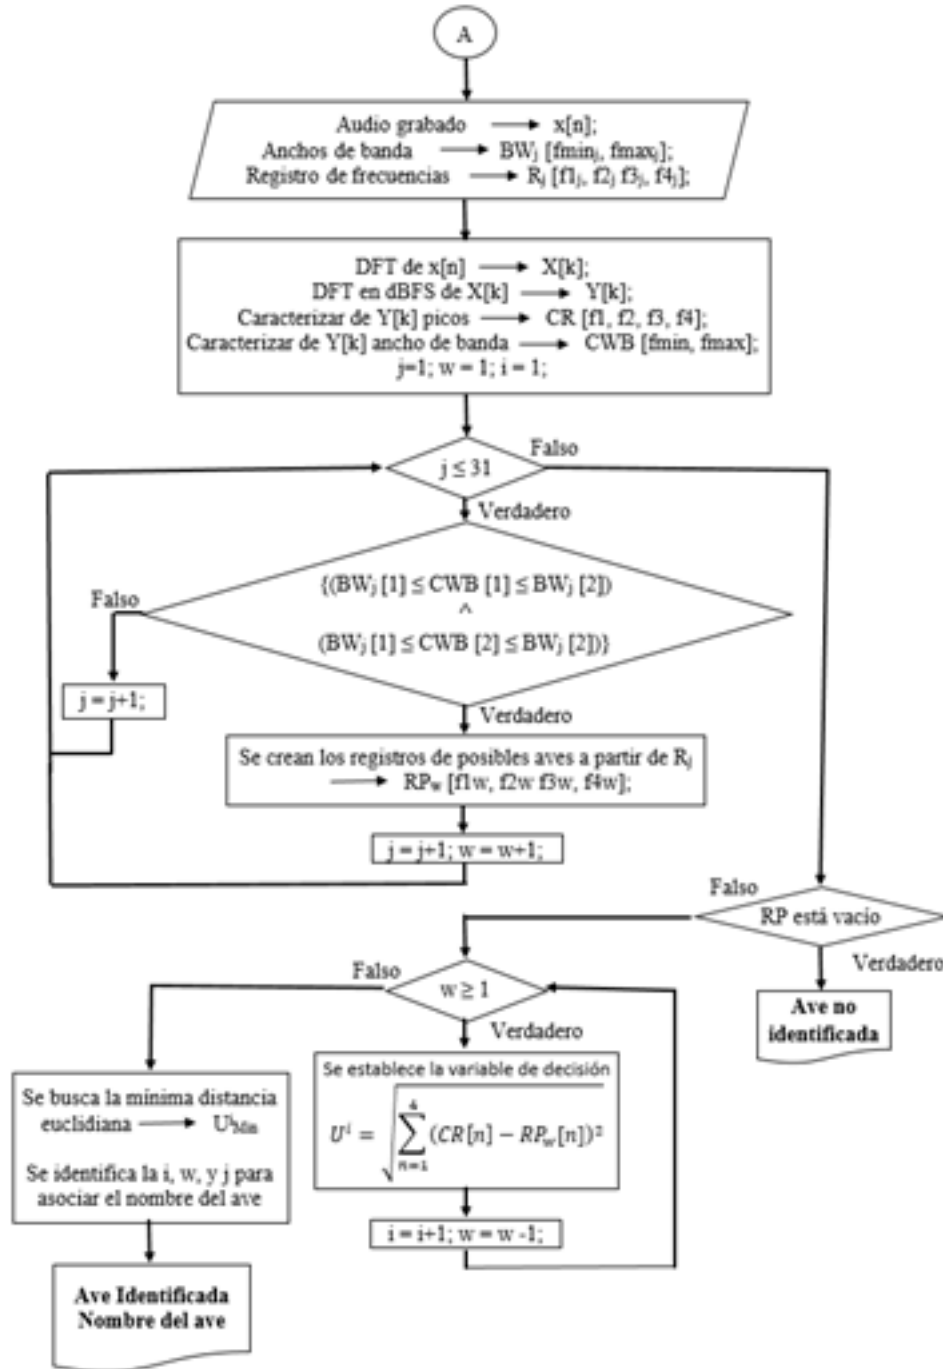 A
Audio grabado → x[n];
Anchos de banda → BWj [fminj, fmaxj];
Registro de frecuencias → Rj [f1j, f2j f3j, f4j];
DFT de x[n] → X[k];
DFT en dBFS de X[k] → Y[k];
Caracterizar de Y[k] picos → CR [f1, f2, f3, f4];
Caracterizar de Y[k] ancho de banda → CWB [fmin, fmax];
j=1; w = 1; i = 1;
Falso
j ≤ 31
Verdadero
{(BWj [1] ≤ CWB [1] ≤ BWj [2])
^
(BWj [1] ≤ CWB [2] ≤ BWj [2])}
Falso
j = j+1;
Verdadero
Se crean los registros de posibles aves a partir de Rj
→ RPw [f1w, f2w f3w, f4w];
j = j+1; w = w+1;
Falso
RP está vacío
Verdadero
Ave no
identificada
Falso
w ≥ 1
Verdadero
Se establece la variable de decisión
U^i = √(∑_{n=1}^{4} (CR[n] − RPw[n])²)
i = i+1; w = w -1;
Se busca la mínima distancia
euclidiana → U^i_Min
Se identifica la i, w, y j para
asociar el nombre del ave
Ave Identificada
Nombre del ave